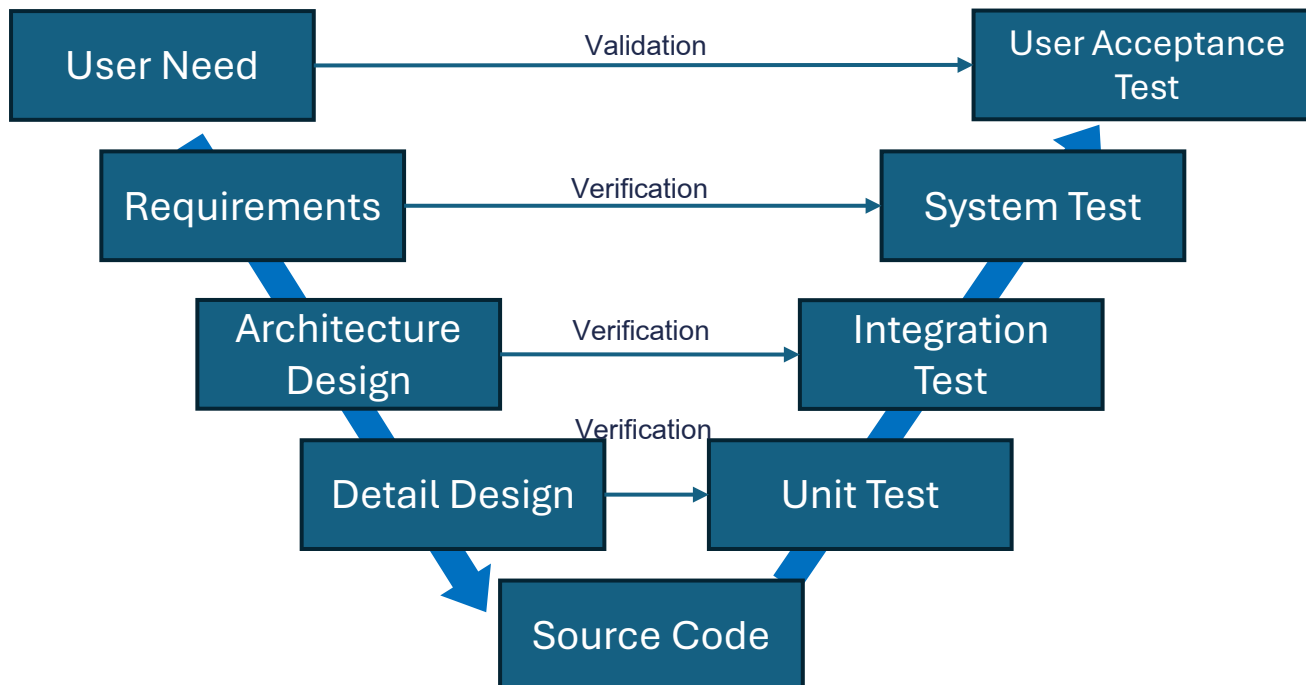 User Need
Validation
User Acceptance
Test
Requirements
Verification
System Test
Architecture
Design
Verification
Integration
Test
Detail Design
Verification
Unit Test
Source Code